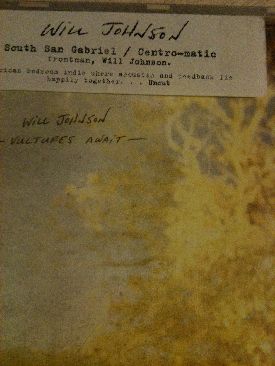 WILL JOHNSON
South San Gabriel / Centro-matic
frontman, Will Johnson.
rican bedroom indie where acoustic and feedback lie
happily together. . . Uncut
WILL JOHNSON
- VULTURES AWAIT -